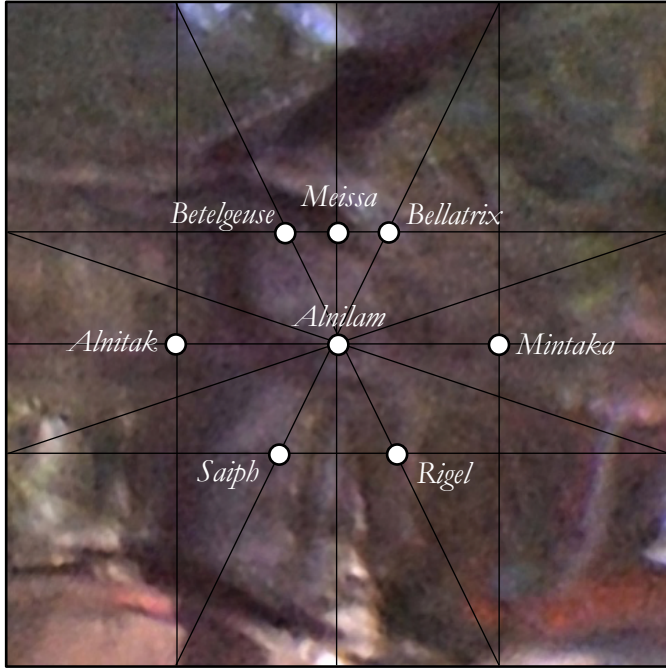 Meissa
Betelgeuse
Bellatrix
Alnilam
Alnitak
Mintaka
Saiph
Rigel